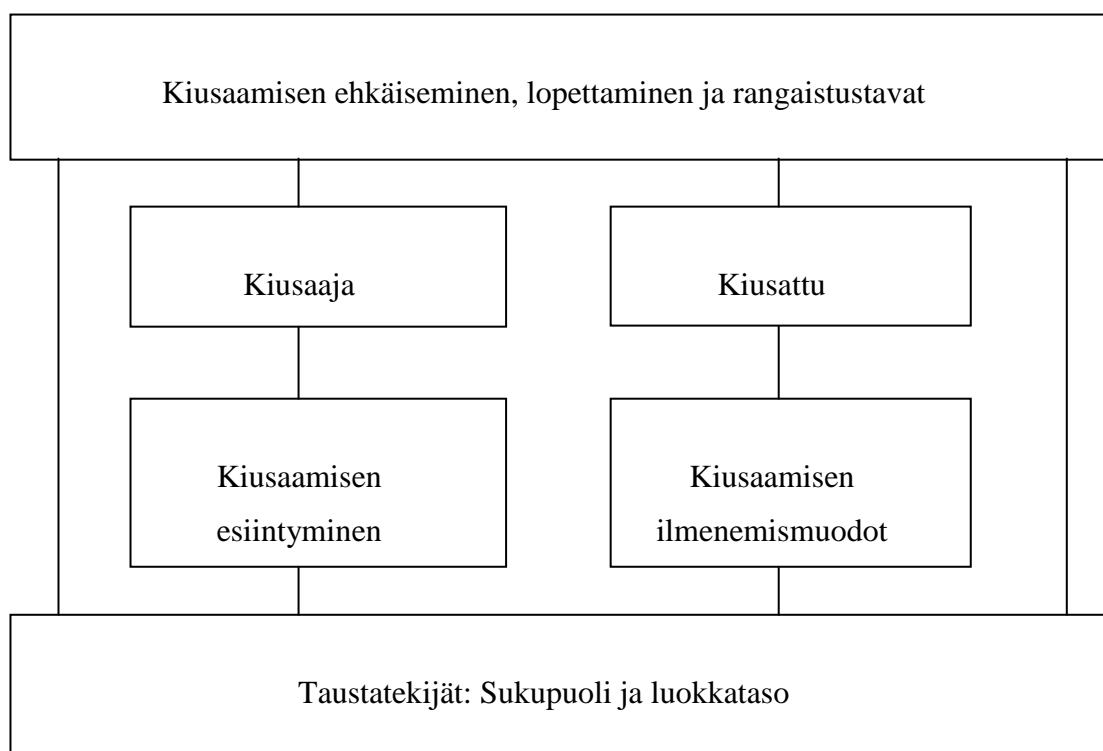 Kiusaamisen ehkäiseminen, lopettaminen ja rangaistustavat
Kiusaaja
Kiusattu
Kiusaamisen
esiintyminen
Kiusaamisen
ilmenemismuodot
Taustatekijät: Sukupuoli ja luokkataso